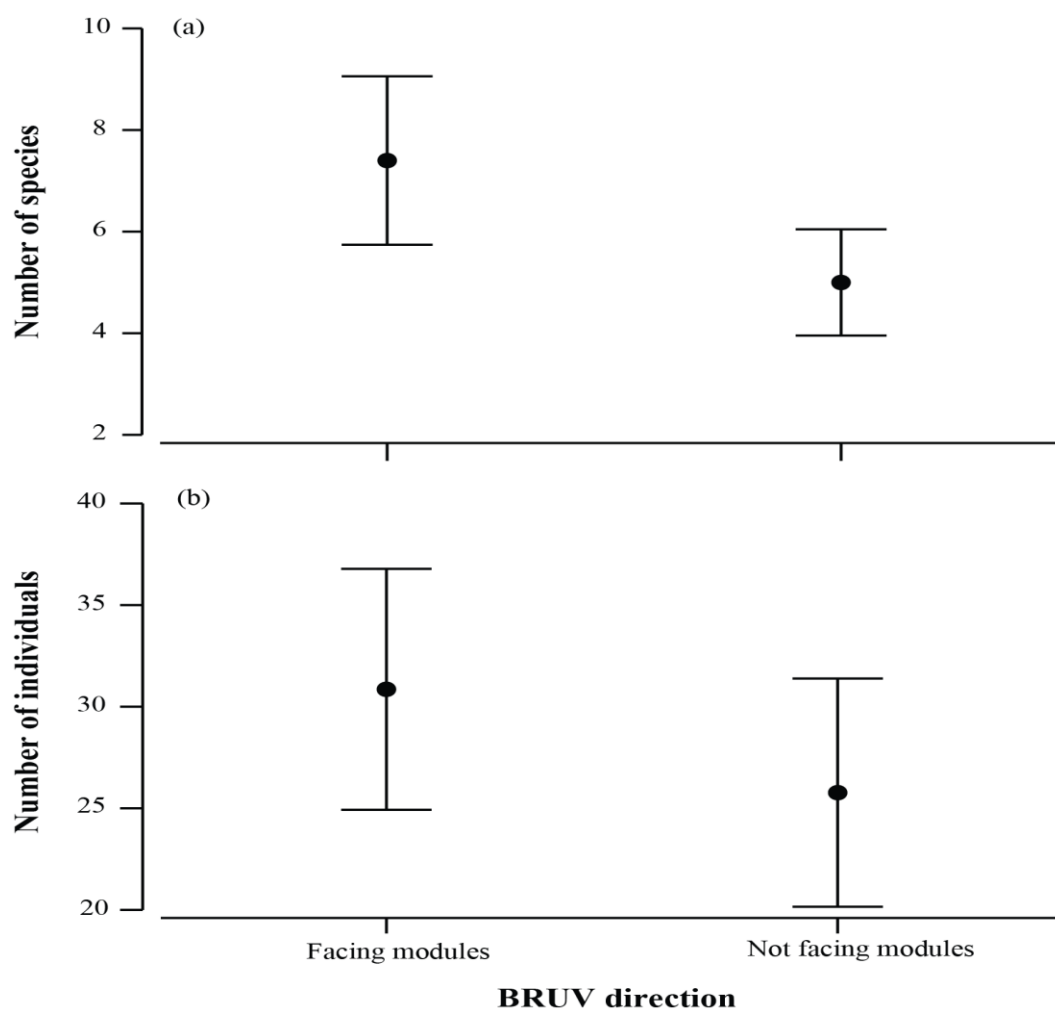 (a)
Number of species
10
8
6
4
2
(b)
Number of individuals
40
35
30
25
20
Facing modules
Not facing modules
BRUV direction